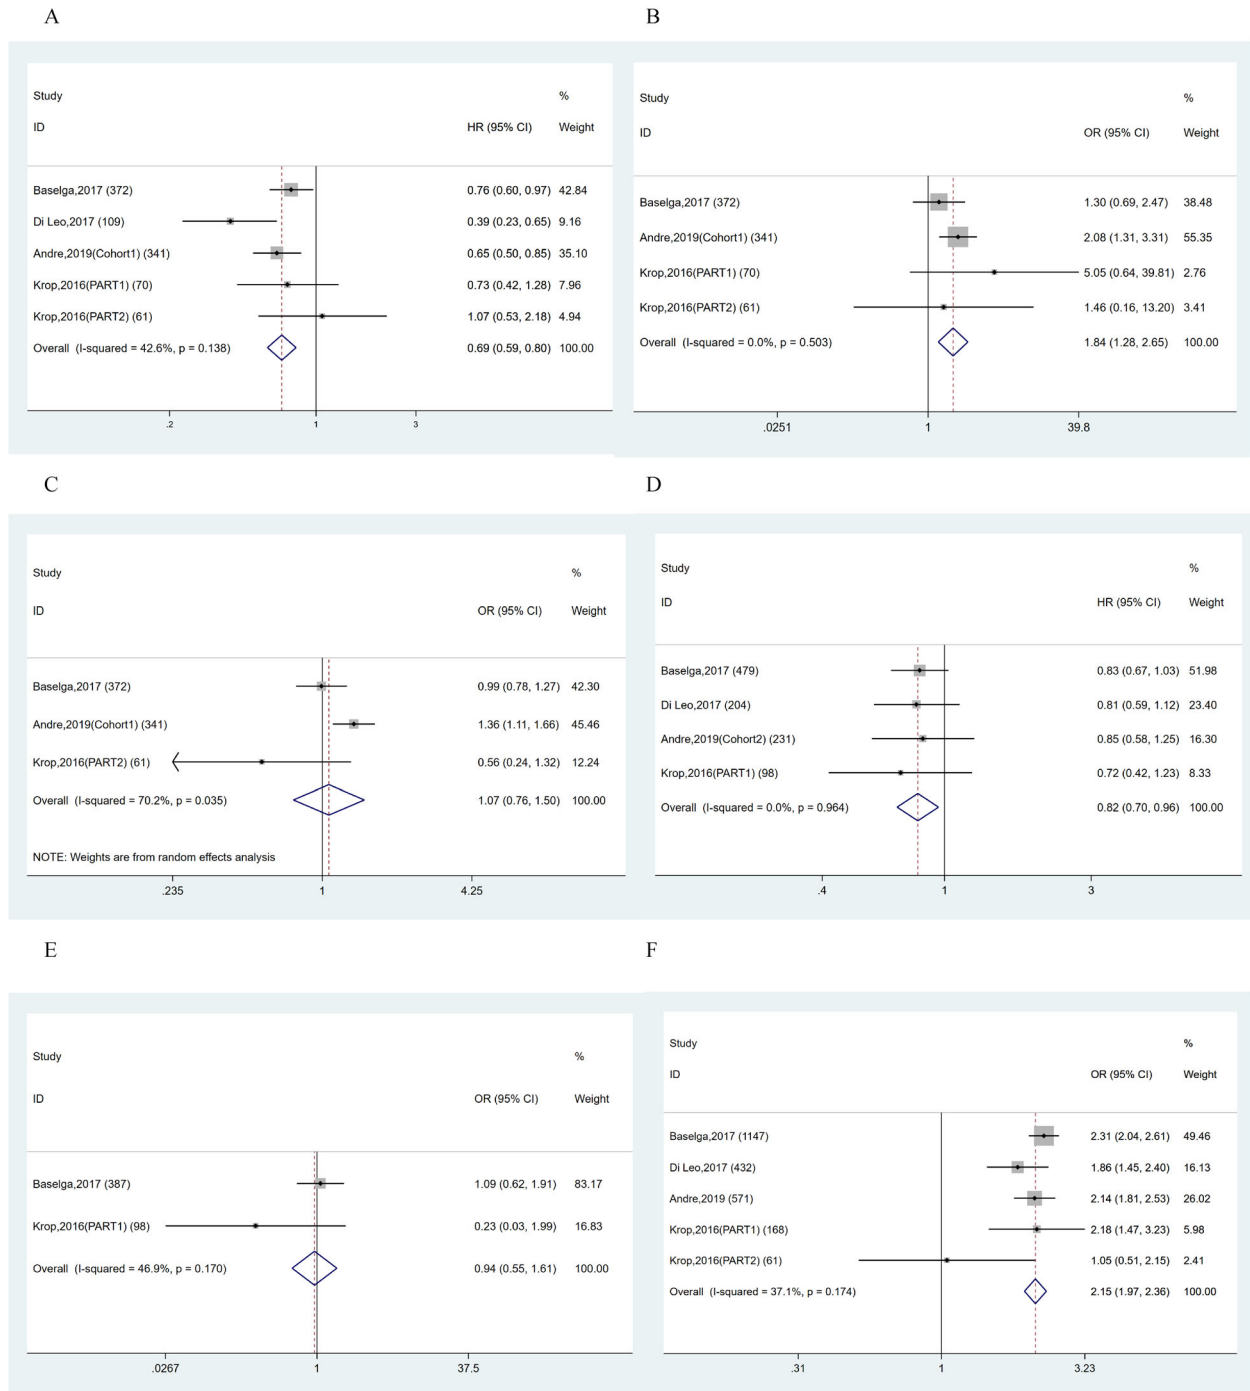 A
Study %
ID HR (95% CI) Weight
Baselga,2017 (372) 0.76 (0.60, 0.97) 42.84
Di Leo,2017 (109) 0.39 (0.23, 0.65) 9.16
Andre,2019(Cohort1) (341) 0.65 (0.50, 0.85) 35.10
Krop,2016(PART1) (70) 0.73 (0.42, 1.28) 7.96
Krop,2016(PART2) (61) 1.07 (0.53, 2.18) 4.94
Overall (I-squared = 42.6%, p = 0.138) 0.69 (0.59, 0.80) 100.00
.2 1 3
B
Study %
ID OR (95% CI) Weight
Baselga,2017 (372) 1.30 (0.69, 2.47) 38.48
Andre,2019(Cohort1) (341) 2.08 (1.31, 3.31) 55.35
Krop,2016(PART1) (70) 5.05 (0.64, 39.81) 2.76
Krop,2016(PART2) (61) 1.46 (0.16, 13.20) 3.41
Overall (I-squared = 0.0%, p = 0.503) 1.84 (1.28, 2.65) 100.00
.0251 1 39.8
C
Study %
ID OR (95% CI) Weight
Baselga,2017 (372) 0.99 (0.78, 1.27) 42.30
Andre,2019(Cohort1) (341) 1.36 (1.11, 1.66) 45.46
Krop,2016(PART2) (61) 0.56 (0.24, 1.32) 12.24
Overall (I-squared = 70.2%, p = 0.035) 1.07 (0.76, 1.50) 100.00
NOTE: Weights are from random effects analysis
.235 1 4.25
D
Study %
ID HR (95% CI) Weight
Baselga,2017 (479) 0.83 (0.67, 1.03) 51.98
Di Leo,2017 (204) 0.81 (0.59, 1.12) 23.40
Andre,2019(Cohort2) (231) 0.85 (0.58, 1.25) 16.30
Krop,2016(PART1) (98) 0.72 (0.42, 1.23) 8.33
Overall (I-squared = 0.0%, p = 0.964) 0.82 (0.70, 0.96) 100.00
.4 1 3
E
Study %
ID OR (95% CI) Weight
Baselga,2017 (387) 1.09 (0.62, 1.91) 83.17
Krop,2016(PART1) (98) 0.23 (0.03, 1.99) 16.83
Overall (I-squared = 46.9%, p = 0.170) 0.94 (0.55, 1.61) 100.00
.0267 1 37.5
F
Study %
ID OR (95% CI) Weight
Baselga,2017 (1147) 2.31 (2.04, 2.61) 49.46
Di Leo,2017 (432) 1.86 (1.45, 2.40) 16.13
Andre,2019 (571) 2.14 (1.81, 2.53) 26.02
Krop,2016(PART1) (168) 2.18 (1.47, 3.23) 5.98
Krop,2016(PART2) (61) 1.05 (0.51, 2.15) 2.41
Overall (I-squared = 37.1%, p = 0.174) 2.15 (1.97, 2.36) 100.00
.31 1 3.23